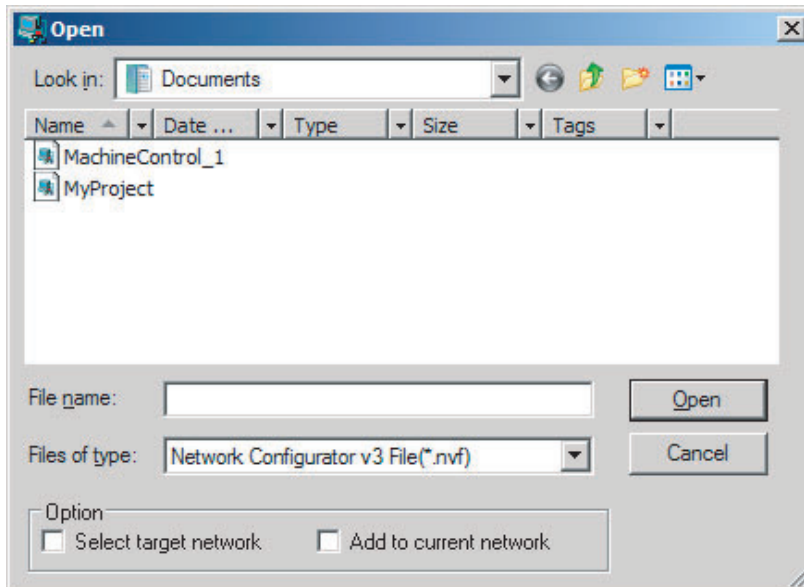 Open
Look in: Documents
Name Date ... Type Size Tags
MachineControl_1
MyProject
File name: Open
Files of type: Network Configurator v3 File(*.nvf) Cancel
Option
Select target network Add to current network